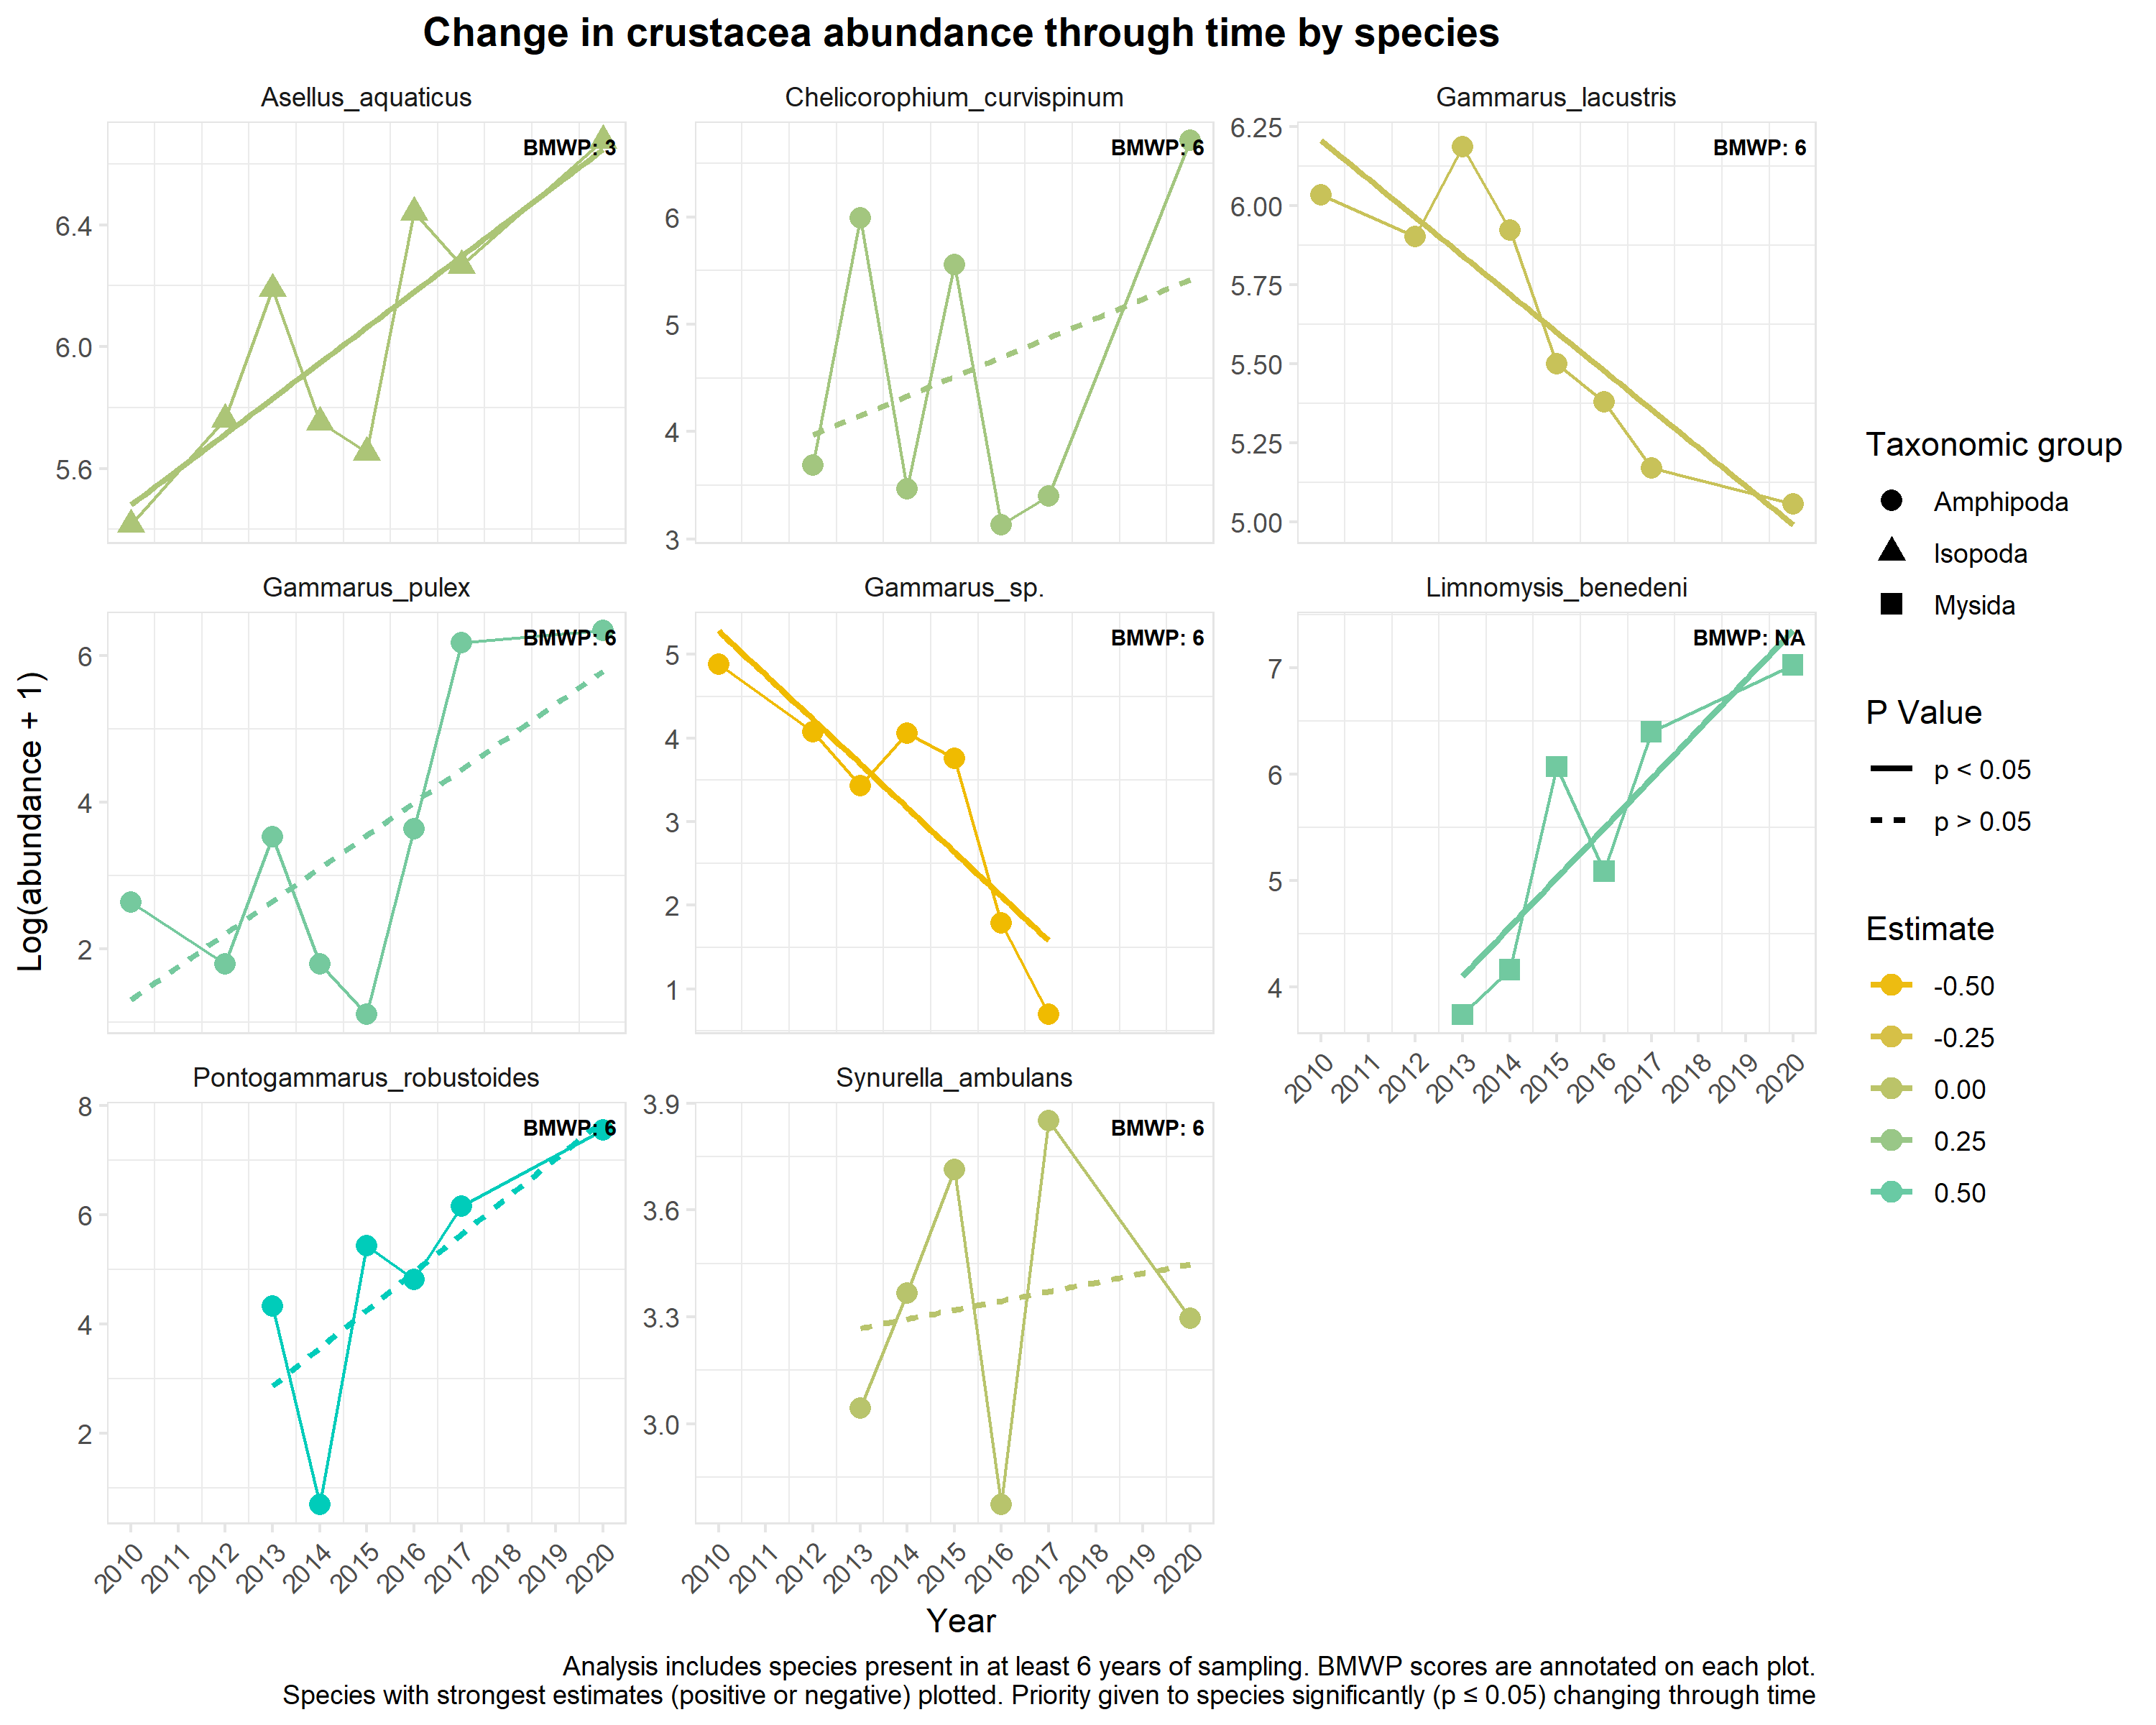 Change in crustacea abundance through time by species
Asellus_aquaticus
BMWP: 3
6.4
6.0
5.6
Chelicorophium_curvispinum
BMWP: 6
6
5
4
3
Gammarus_lacustris
BMWP: 6
6.25
6.00
5.75
5.50
5.25
5.00
Gammarus_pulex
BMWP: 6
6
4
2
Gammarus_sp.
BMWP: 6
5
4
3
2
1
Limnomysis_benedeni
BMWP: NA
7
6
5
4
2010 2011 2012 2013 2014 2015 2016 2017 2018 2019 2020
Pontogammarus_robustoides
BMWP: 6
8
6
4
2
2010 2011 2012 2013 2014 2015 2016 2017 2018 2019 2020
Synurella_ambulans
BMWP: 6
3.9
3.6
3.3
3.0
2010 2011 2012 2013 2014 2015 2016 2017 2018 2019 2020
Log(abundance + 1)
Year
Taxonomic group
Amphipoda
Isopoda
Mysida
P Value
p < 0.05
p > 0.05
Estimate
-0.50
-0.25
0.00
0.25
0.50
Analysis includes species present in at least 6 years of sampling. BMWP scores are annotated on each plot.
Species with strongest estimates (positive or negative) plotted. Priority given to species significantly (p ≤ 0.05) changing through time